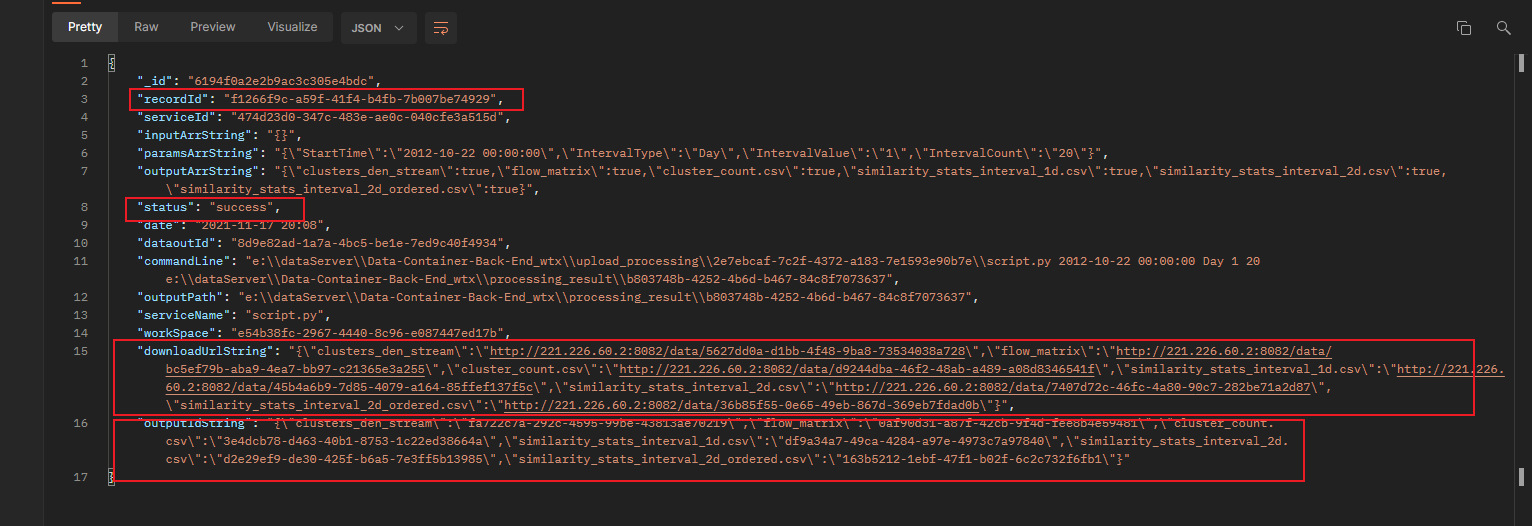 Pretty Raw Preview Visualize JSON
1 {
2 "_id": "6194f0a2e2b9ac3c305e4bdc",
3 "recordId": "f1266f9c-a59f-41f4-b4fb-7b007be74929",
4 "serviceId": "474d23d0-347c-483e-ae0c-040cfe3a515d",
5 "inputArrString": "{}",
6 "paramsArrString": "{\"StartTime\":\"2012-10-22 00:00:00\",\"IntervalType\":\"Day\",\"IntervalValue\":\"1\",\"IntervalCount\":\"20\"}",
7 "outputArrString": "{\"clusters_den_stream\":true,\"flow_matrix\":true,\"cluster_count.csv\":true,\"similarity_stats_interval_1d.csv\":true,\"similarity_stats_interval_2d.csv\":true,
\"similarity_stats_interval_2d_ordered.csv\":true}",
8 "status": "success",
9 "date": "2021-11-17 20:08",
10 "dataoutId": "8d9e82ad-1a7a-4bc5-be1e-7ed9c40f4934",
11 "commandLine": "e:\\dataServer\\Data-Container-Back-End_wtx\\upload_processing\\2e7ebcaf-7c2f-4372-a183-7e1593e90b7e\\script.py 2012-10-22 00:00:00 Day 1 20
e:\\dataServer\\Data-Container-Back-End_wtx\\processing_result\\b803748b-4252-4b6d-b467-84c8f7073637",
12 "outputPath": "e:\\dataServer\\Data-Container-Back-End_wtx\\processing_result\\b803748b-4252-4b6d-b467-84c8f7073637",
13 "serviceName": "script.py",
14 "workSpace": "e54b38fc-2967-4440-8c96-e087447ed17b",
15 "downloadUrlString": "{\"clusters_den_stream\":\"http://221.226.60.2:8082/data/5627dd0a-d1bb-4f48-9ba8-73534038a728\",\"flow_matrix\":\"http://221.226.60.2:8082/data/
bc5ef79b-aba9-4ea7-bb97-c21365e3a255\",\"cluster_count.csv\":\"http://221.226.60.2:8082/data/d9244dba-46f2-48ab-a489-a08d8346541f\",\"similarity_stats_interval_1d.csv\":\"http://221.226.
60.2:8082/data/45b4a6b9-7d85-4079-a164-85ffef137f5c\",\"similarity_stats_interval_2d.csv\":\"http://221.226.60.2:8082/data/7407d72c-46fc-4a80-90c7-282be71a2d87\",
\"similarity_stats_interval_2d_ordered.csv\":\"http://221.226.60.2:8082/data/36b85f55-0e65-49eb-867d-369eb7fdad0b\"}",
16 "outputIdString": "{\"clusters_den_stream\":\"fa722c7a-292c-4595-99be-43813ae70219\",\"flow_matrix\":\"0af90d31-a87f-42cb-9f4d-fee8b4e59481\",\"cluster_count.
csv\":\"3e4dcb78-d463-40b1-8753-1c22ed38664a\",\"similarity_stats_interval_1d.csv\":\"df9a34a7-49ca-4284-a97e-4973c7a97840\",\"similarity_stats_interval_2d.
csv\":\"d2e29ef9-de30-425f-b6a5-7e3ff5b13985\",\"similarity_stats_interval_2d_ordered.csv\":\"163b5212-1ebf-47f1-b02f-6c2c732f6fb1\"}"
17 }